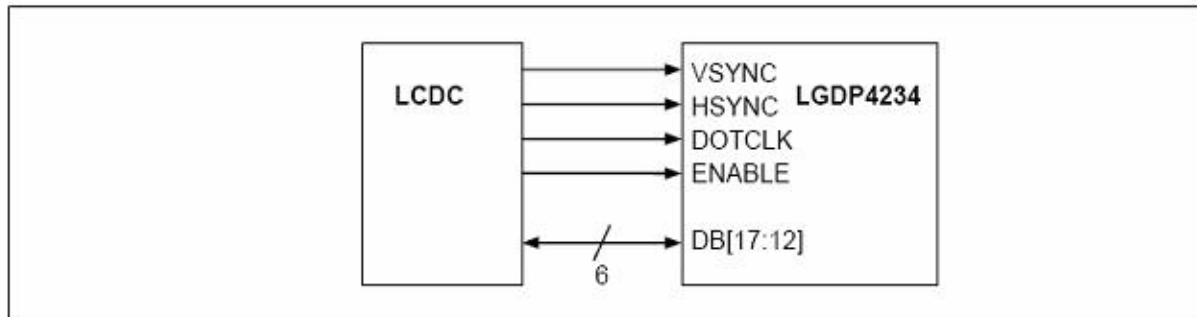 LCDC
VSYNC
LGDP4234
HSYNC
DOTCLK
ENABLE
DB[17:12]
6